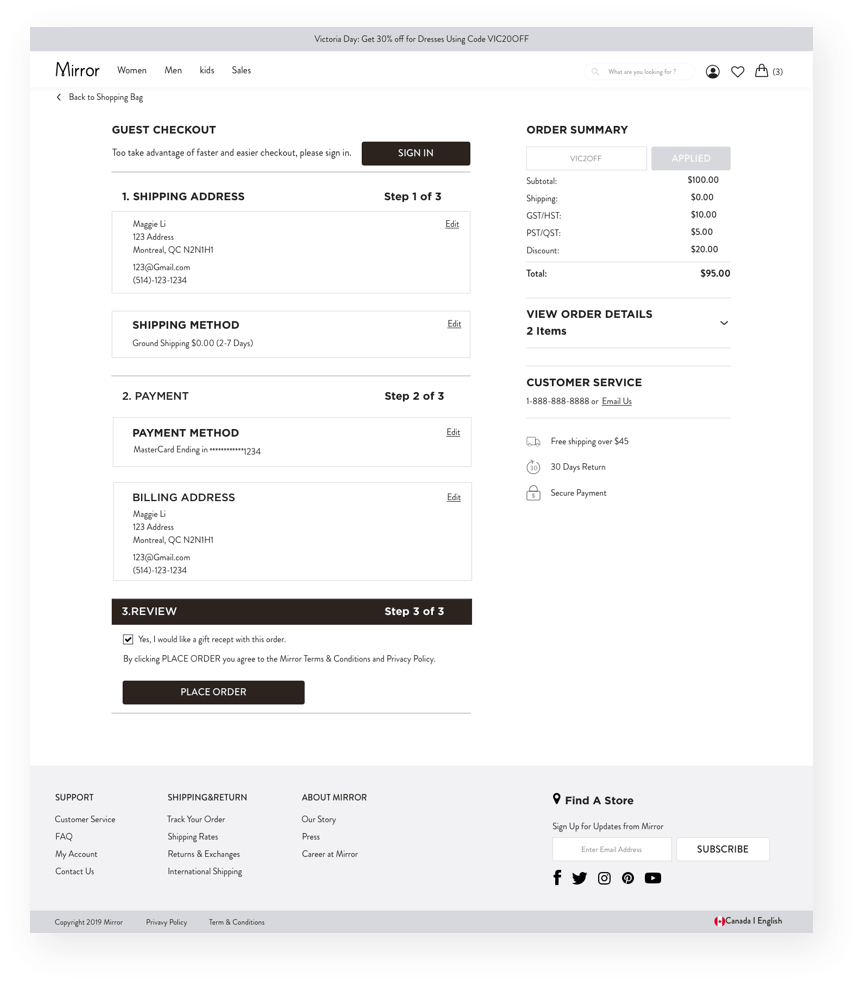 Victoria Day: Get 30% off for Dresses Using Code VIC20OFF
Mirror Women Men kids Sales What are you looking for ? (3)
Back to Shopping Bag
GUEST CHECKOUT
Too take advantage of faster and easier checkout, please sign in. SIGN IN
1. SHIPPING ADDRESS Step 1 of 3
Maggie Li Edit
123 Address
Montreal, QC N2N1H1
123@Gmail.com
(514)-123-1234
SHIPPING METHOD Edit
Ground Shipping $0.00 (2-7 Days)
2. PAYMENT Step 2 of 3
PAYMENT METHOD Edit
MasterCard Ending in ************1234
BILLING ADDRESS Edit
Maggie Li
123 Address
Montreal, QC N2N1H1
123@Gmail.com
(514)-123-1234
3.REVIEW Step 3 of 3
Yes, I would like a gift recept with this order.
By clicking PLACE ORDER you agree to the Mirror Terms & Conditions and Privacy Policy.
PLACE ORDER
ORDER SUMMARY
VIC2OFF APPLIED
Subtotal: $100.00
Shipping: $0.00
GST/HST: $10.00
PST/QST: $5.00
Discount: $20.00
Total: $95.00
VIEW ORDER DETAILS
2 Items
CUSTOMER SERVICE
1-888-888-8888 or Email Us
Free shipping over $45
30 30 Days Return
$ Secure Payment
SUPPORT
Customer Service
FAQ
My Account
Contact Us
SHIPPING&RETURN
Track Your Order
Shipping Rates
Returns & Exchanges
International Shipping
ABOUT MIRROR
Our Story
Press
Career at Mirror
Find A Store
Sign Up for Updates from Mirror
Enter Email Address SUBSCRIBE
Copyright 2019 Mirror Privavy Policy Term & Conditions Canada I English